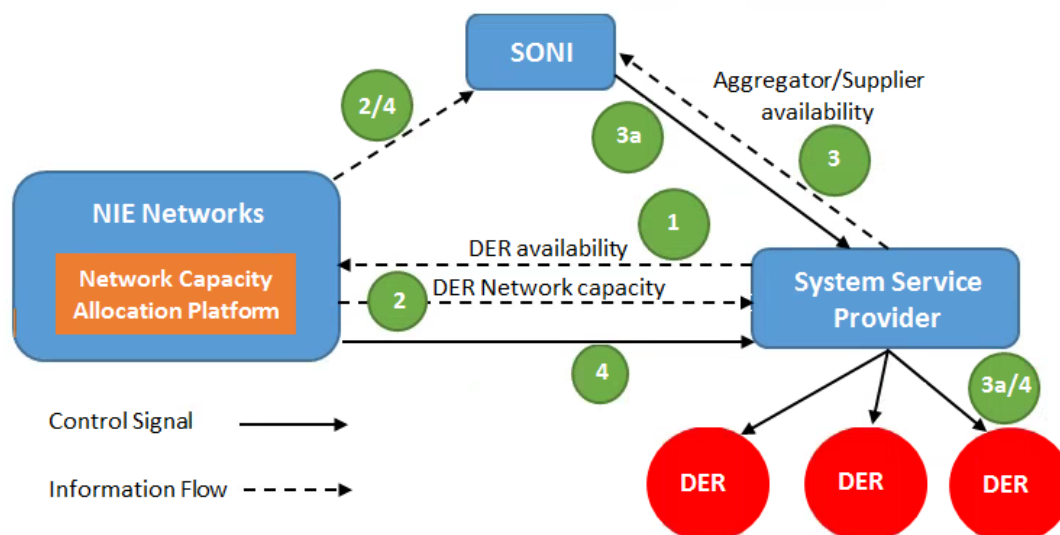 SONI
Aggregator/Supplier
availability
2/4
3a
3
NIE Networks
1
DER availability
Network Capacity
Allocation Platform
2
DER Network capacity
System Service
Provider
4
3a/4
Control Signal
DER
DER
DER
Information Flow